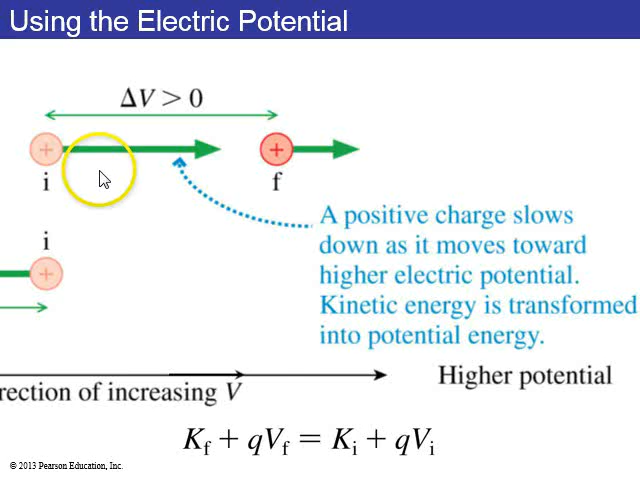 Using the Electric Potential
ΔV > 0
+
+
i
f
i
+
A positive charge slows
down as it moves toward
higher electric potential.
Kinetic energy is transformed
into potential energy.
Higher potential
rection of increasing V
K_f + qV_f = K_i + qV_i
© 2013 Pearson Education, Inc.